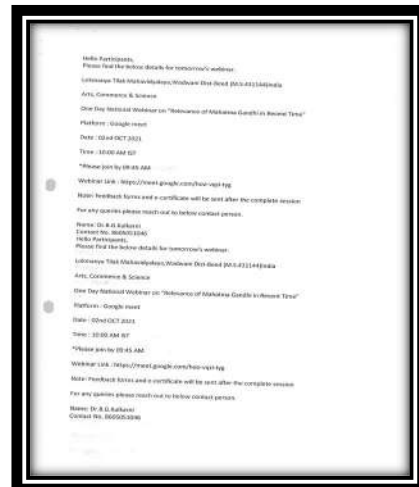 Hello Participants,
Please find the below details for tomorrow's webinar.
Lokmanya Tilak Mahavidyalaya,Wadwani Dist-Beed (M.S.431144)India
Arts, Commerce & Science
One Day National Webinar on "Relevance of Mahatma Gandhi in Recent Time"
Platform : Google meet
Date : 02nd OCT 2021
Time : 10:00 AM IST
*Please join by 09:45 AM
Webinar Link : https://meet.google.com/
Note: Feedback forms and e-certificate will be sent after the complete session
For any queries please reach out to below contact person.
Name: Dr.B.G.Kulkarni
Contact No. 8605053046
Hello Participants,
Please find the below details for tomorrow's webinar.
Lokmanya Tilak Mahavidyalaya,Wadwani Dist-Beed (M.S.431144)India
Arts, Commerce & Science
One Day National Webinar on "Relevance of Mahatma Gandhi in Recent Time"
Platform : Google meet
Date : 02nd OCT 2021
Time : 10:00 AM IST
*Please join by 09:45 AM
Webinar Link : https://meet.google.com/
Note: Feedback forms and e-certificate will be sent after the complete session
For any queries please reach out to below contact person.
Name: Dr.B.G.Kulkarni
Contact No. 8605053046